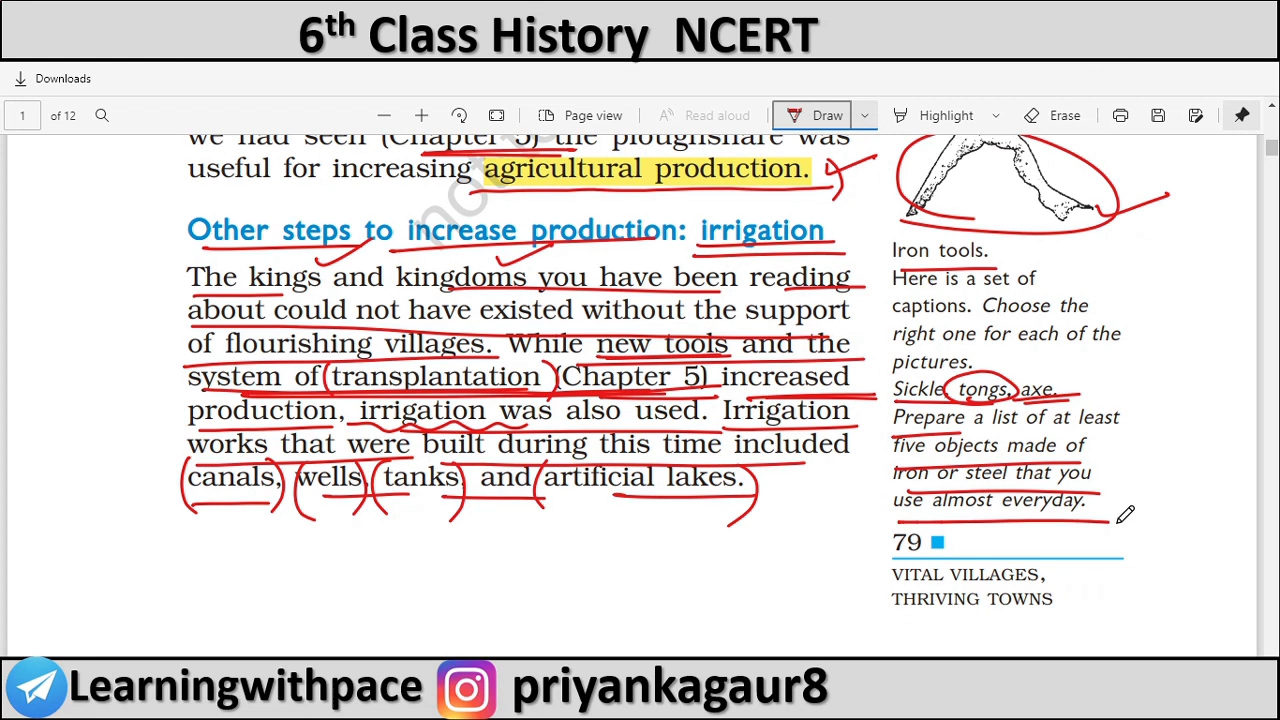 6th Class History NCERT
Downloads
1 of 12
Page view
Read aloud
Draw
Highlight
Erase
we had seen (Chapter 5) the ploughshare was
useful for increasing agricultural production.
Other steps to increase production: irrigation
The kings and kingdoms you have been reading
about could not have existed without the support
of flourishing villages. While new tools and the
system of transplantation (Chapter 5) increased
production, irrigation was also used. Irrigation
works that were built during this time included
canals, wells, tanks and artificial lakes.
Iron tools.
Here is a set of
captions. Choose the
right one for each of the
pictures.
Sickle, tongs, axe.
Prepare a list of at least
five objects made of
iron or steel that you
use almost everyday.
79
VITAL VILLAGES,
THRIVING TOWNS
not
Learningwithpace
priyankagaur8